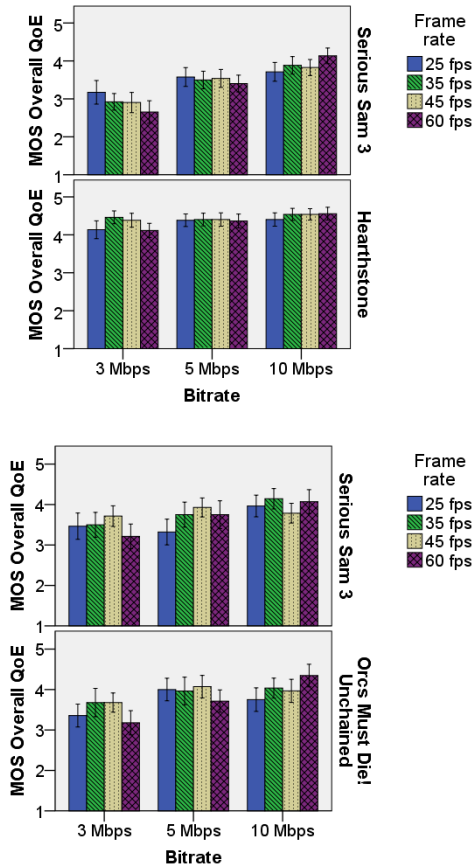 MOS Overall QoE
5
4
3
2
1
Serious Sam 3
Frame
rate
25 fps
35 fps
45 fps
60 fps
MOS Overall QoE
5
4
3
2
1
Hearthstone
3 Mbps
5 Mbps
10 Mbps
Bitrate
MOS Overall QoE
5
4
3
2
1
Serious Sam 3
Frame
rate
25 fps
35 fps
45 fps
60 fps
MOS Overall QoE
5
4
3
2
1
Orcs Must Die!
Unchained
3 Mbps
5 Mbps
10 Mbps
Bitrate